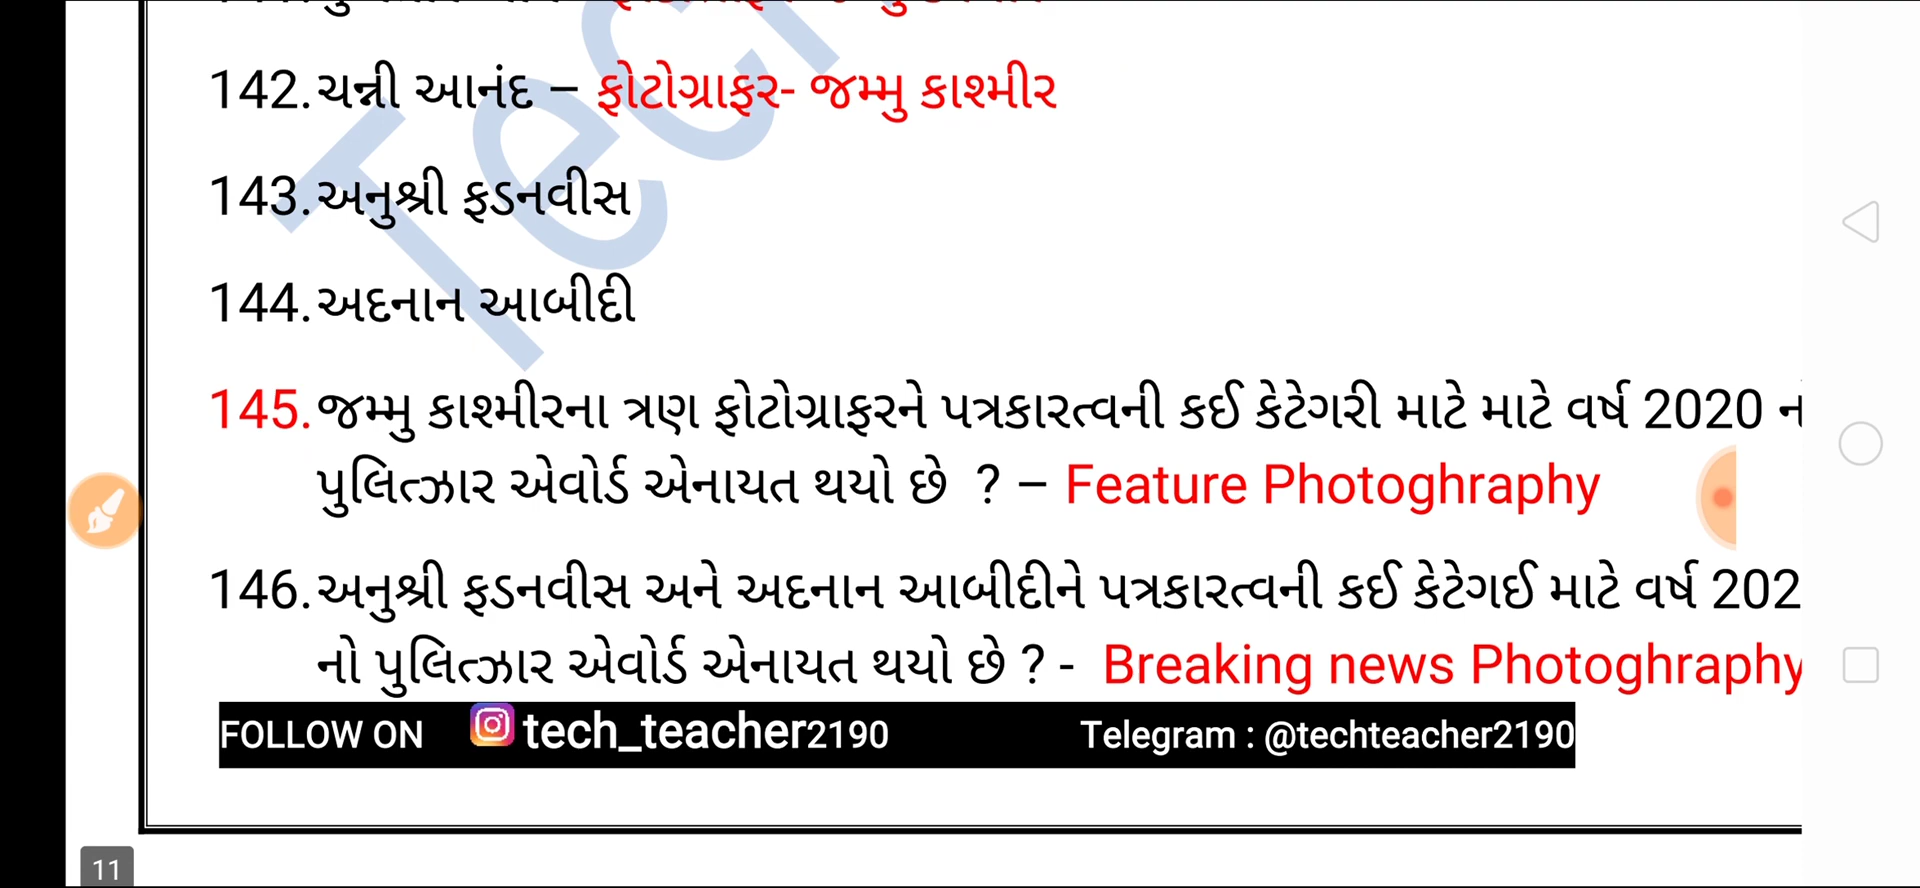 142.ચન્ની આનંદ – ફોટોગ્રાફર- જમ્મુ કાશ્મીર
143.અનુશ્રી ફડનવીસ
144.અદનાન આબીદી
145.જમ્મુ કાશ્મીરના ત્રણ ફોટોગ્રાફરને પત્રકારત્વની કઈ કેટેગરી માટે માટે વર્ષ 2020
પુલિત્ઝાર એવોર્ડ એનાયત થયો છે ? – Feature Photoghraphy
146.અનુશ્રી ફડનવીસ અને અદનાન આબીદીને પત્રકારત્વની કઈ કેટેગઈ માટે વર્ષ 202
નો પુલિત્ઝાર એવોર્ડ એનાયત થયો છે ? - Breaking news Photoghraphy
FOLLOW ON tech_teacher2190 Telegram : @techteacher2190
11